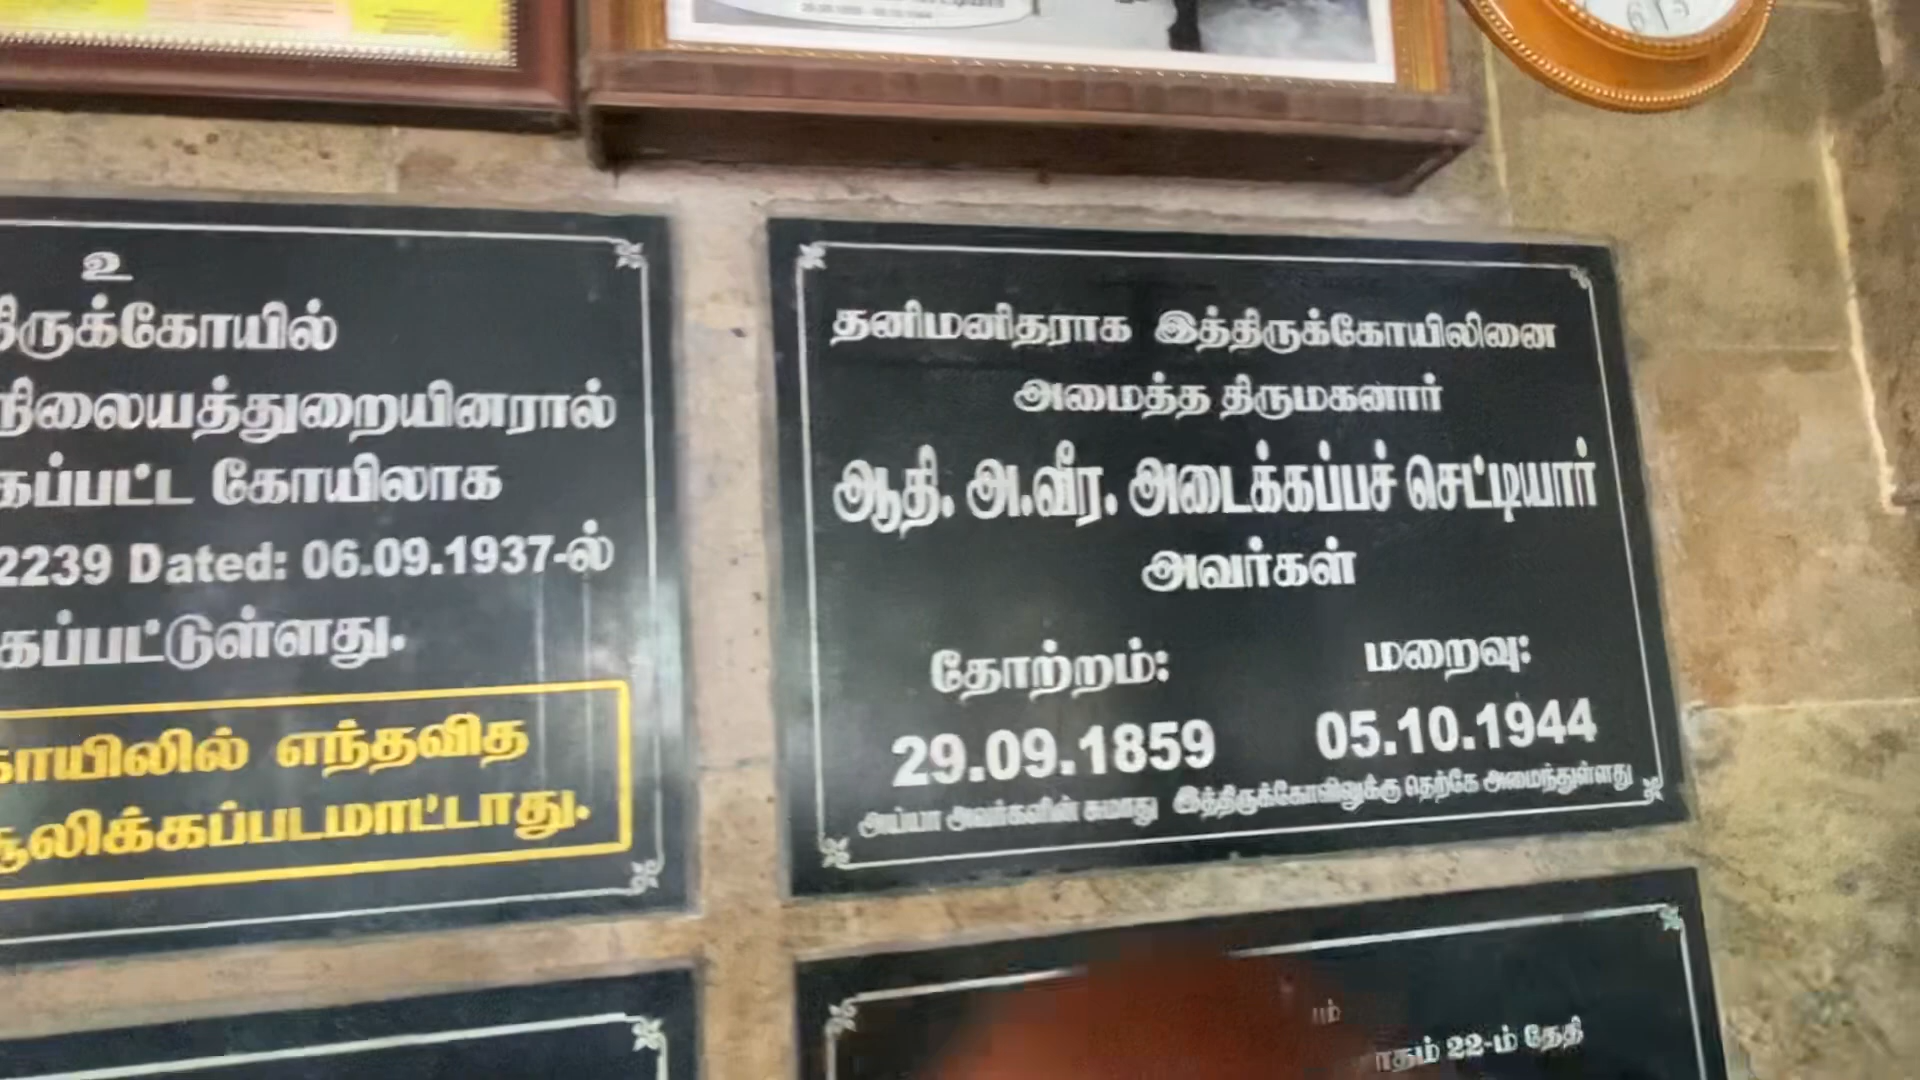 உ
திருக்கோயில்
நிலையத்துறையினரால்
கப்பட்ட கோயிலாக
2239 Dated: 06.09.1937-ல்
கப்பட்டுள்ளது.
காயிலில் எந்தவித
சூலிக்கப்படமாட்டாது.
தனிமனிதராக இத்திருக்கோயிலினை
அமைத்த திருமகனார்
ஆதி. அ.வீர. அடைக்கப்பச் செட்டியார்
அவர்கள்
தோற்றம்: மறைவு:
29.09.1859 05.10.1944
அய்யா அவர்களின் சுமாது இத்திருக்கோவிலுக்கு தெற்கே அமைந்துள்ளது
22-ம் தேதி